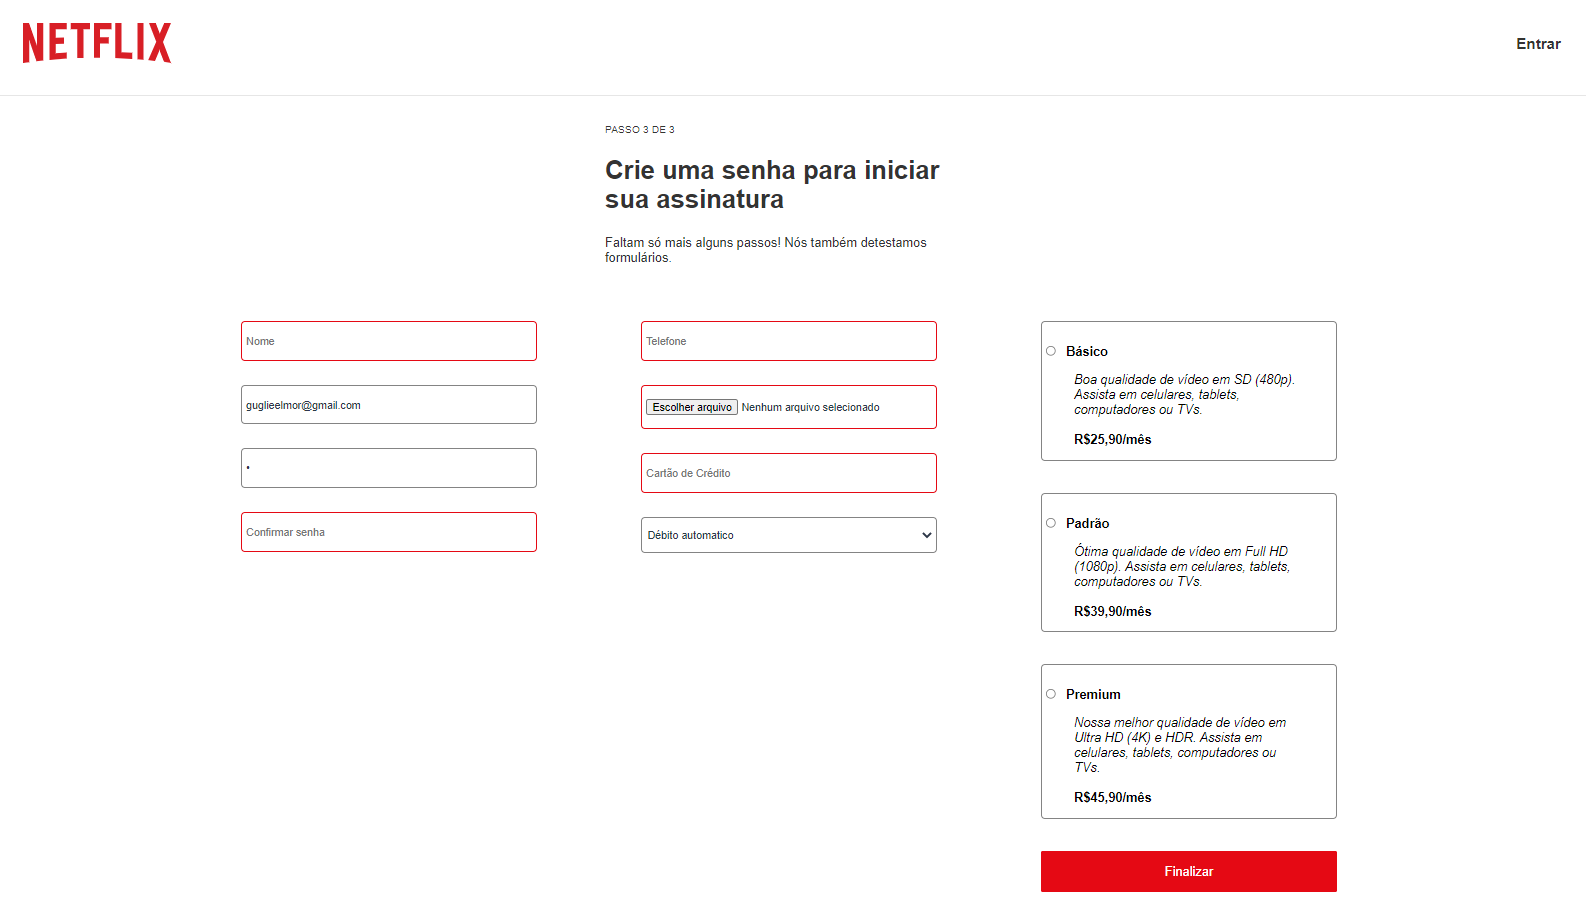 NETFLIX
Entrar
PASSO 3 DE 3
Crie uma senha para iniciar
sua assinatura
Faltam só mais alguns passos! Nós também detestamos
formulários.
Nome
guglieelmor@gmail.com
•
Confirmar senha
Telefone
Escolher arquivo Nenhum arquivo selecionado
Cartão de Crédito
Débito automatico
Básico
Boa qualidade de vídeo em SD (480p).
Assista em celulares, tablets,
computadores ou TVs.
R$25,90/mês
Padrão
Ótima qualidade de vídeo em Full HD
(1080p). Assista em celulares, tablets,
computadores ou TVs.
R$39,90/mês
Premium
Nossa melhor qualidade de vídeo em
Ultra HD (4K) e HDR. Assista em
celulares, tablets, computadores ou
TVs.
R$45,90/mês
Finalizar